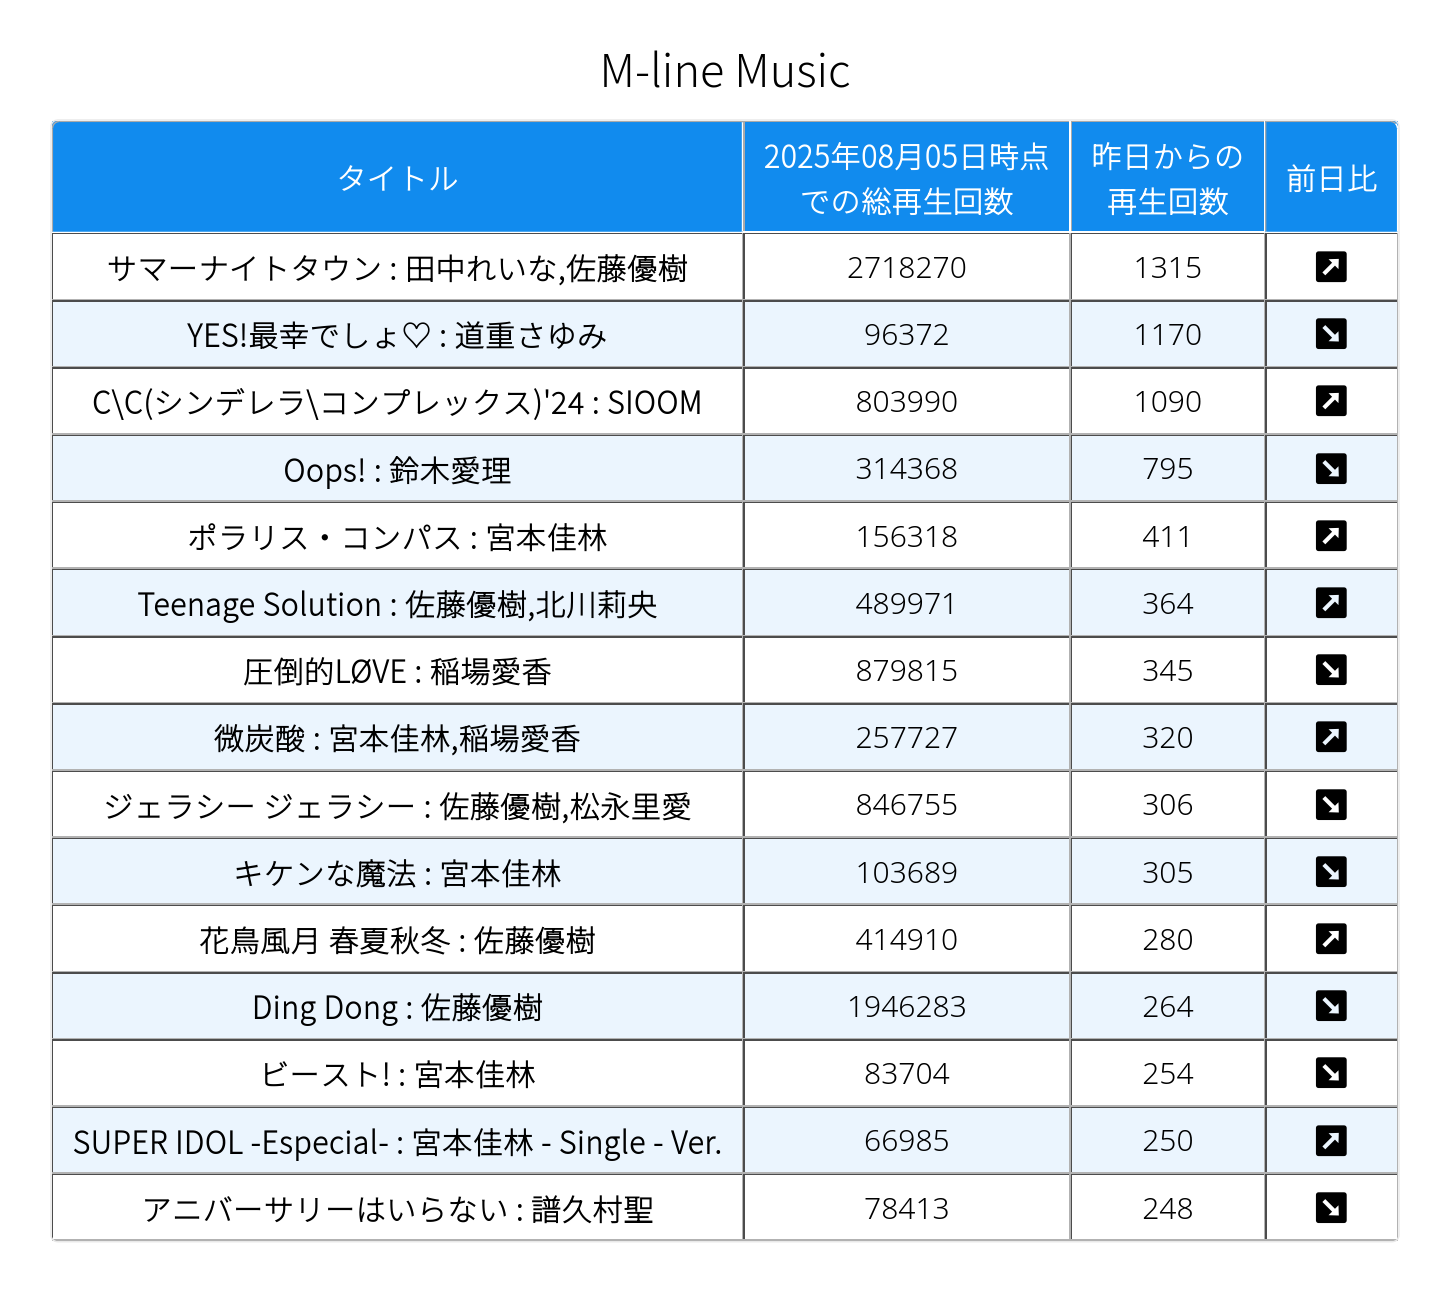 M-line Music
タイトル 2025年08月05日時点での総再生回数 昨日からの再生回数 前日比
サマーナイトタウン : 田中れいな,佐藤優樹 2718270 1315 ↗
YES!最幸でしょ♡ : 道重さゆみ 96372 1170 ↘
C\C(シンデレラ\コンプレックス)'24 : SIOOM 803990 1090 ↗
Oops! : 鈴木愛理 314368 795 ↘
ポラリス・コンパス : 宮本佳林 156318 411 ↗
Teenage Solution : 佐藤優樹,北川莉央 489971 364 ↗
圧倒的LØVE : 稲場愛香 879815 345 ↘
微炭酸 : 宮本佳林,稲場愛香 257727 320 ↗
ジェラシー ジェラシー : 佐藤優樹,松永里愛 846755 306 ↘
キケンな魔法 : 宮本佳林 103689 305 ↘
花鳥風月 春夏秋冬 : 佐藤優樹 414910 280 ↗
Ding Dong : 佐藤優樹 1946283 264 ↘
ビースト! : 宮本佳林 83704 254 ↘
SUPER IDOL -Especial- : 宮本佳林 - Single - Ver. 66985 250 ↗
アニバーサリーはいらない : 譜久村聖 78413 248 ↘